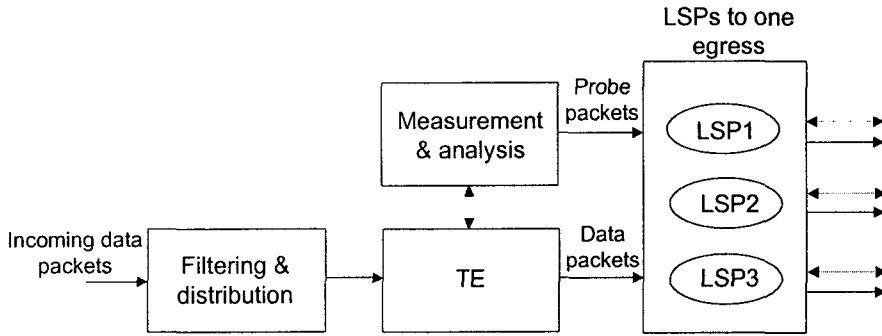 LSPs to one
egress
Probe
packets
Measurement
& analysis
LSP1
LSP2
Incoming data
packets
Filtering &
distribution
TE
Data
packets
LSP3